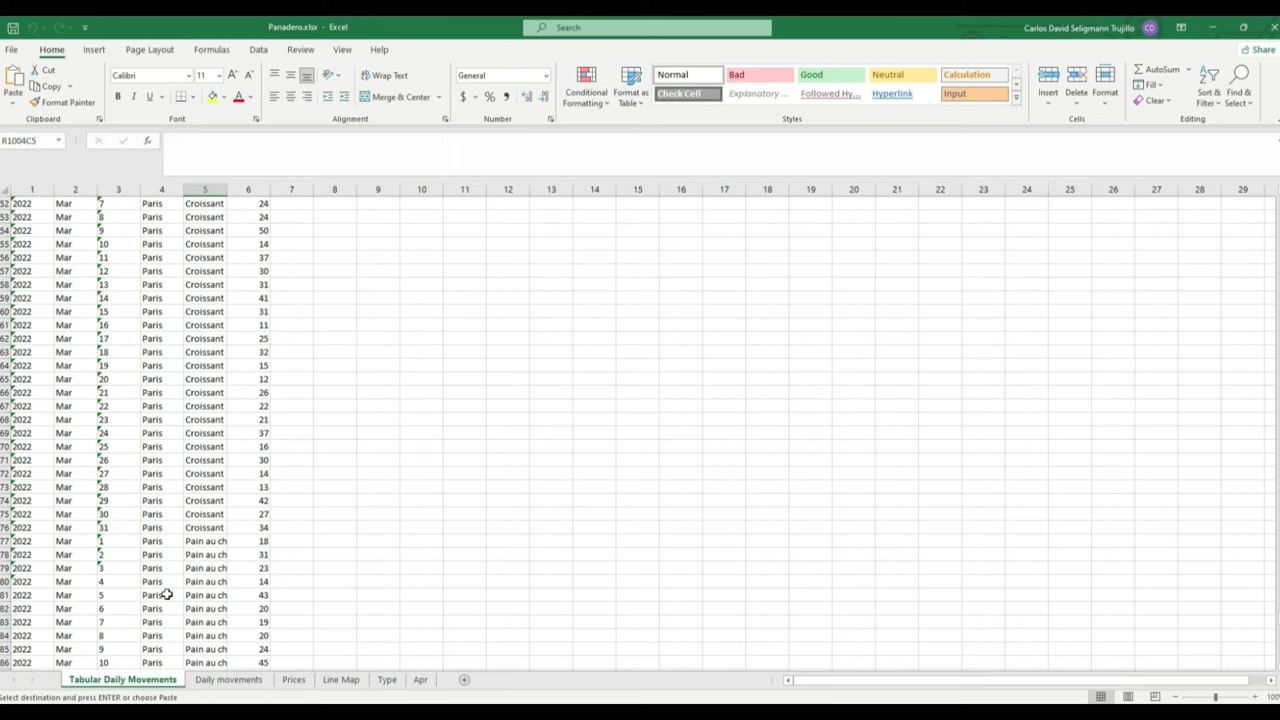 Panadero.xlsx - Excel
Search
Carlos David Seligmann Trujillo CD
File Home Insert Page Layout Formulas Data Review View Help Share
Paste Cut Copy Format Painter Clipboard
Calibri 11 A A B I U A Font
Wrap Text Merge & Center Alignment
General $ % , Number
Conditional Formatting Format as Table
Normal Bad Good Neutral Calculation
Check Cell Explanatory ... Followed Hy... Hyperlink Input
Styles
Insert Delete Format Cells
AutoSum Fill Clear Sort & Filter Find & Select Editing
R1004C5 fx
1 2 3 4 5 6 7 8 9 10 11 12 13 14 15 16 17 18 19 20 21 22 23 24 25 26 27 28 29
52 2022 Mar 7 Paris Croissant 24
53 2022 Mar 8 Paris Croissant 24
54 2022 Mar 9 Paris Croissant 50
55 2022 Mar 10 Paris Croissant 14
56 2022 Mar 11 Paris Croissant 37
57 2022 Mar 12 Paris Croissant 30
58 2022 Mar 13 Paris Croissant 31
59 2022 Mar 14 Paris Croissant 41
60 2022 Mar 15 Paris Croissant 31
61 2022 Mar 16 Paris Croissant 11
62 2022 Mar 17 Paris Croissant 25
63 2022 Mar 18 Paris Croissant 32
64 2022 Mar 19 Paris Croissant 15
65 2022 Mar 20 Paris Croissant 12
66 2022 Mar 21 Paris Croissant 26
67 2022 Mar 22 Paris Croissant 22
68 2022 Mar 23 Paris Croissant 21
69 2022 Mar 24 Paris Croissant 37
70 2022 Mar 25 Paris Croissant 16
71 2022 Mar 26 Paris Croissant 30
72 2022 Mar 27 Paris Croissant 14
73 2022 Mar 28 Paris Croissant 13
74 2022 Mar 29 Paris Croissant 42
75 2022 Mar 30 Paris Croissant 27
76 2022 Mar 31 Paris Croissant 34
77 2022 Mar 1 Paris Pain au ch 18
78 2022 Mar 2 Paris Pain au ch 31
79 2022 Mar 3 Paris Pain au ch 23
80 2022 Mar 4 Paris Pain au ch 14
81 2022 Mar 5 Paris Pain au ch 43
82 2022 Mar 6 Paris Pain au ch 20
83 2022 Mar 7 Paris Pain au ch 19
84 2022 Mar 8 Paris Pain au ch 20
85 2022 Mar 9 Paris Pain au ch 24
86 2022 Mar 10 Paris Pain au ch 45
Tabular Daily Movements Daily movements Prices Line Map Type Apr
Select destination and press ENTER or choose Paste 100